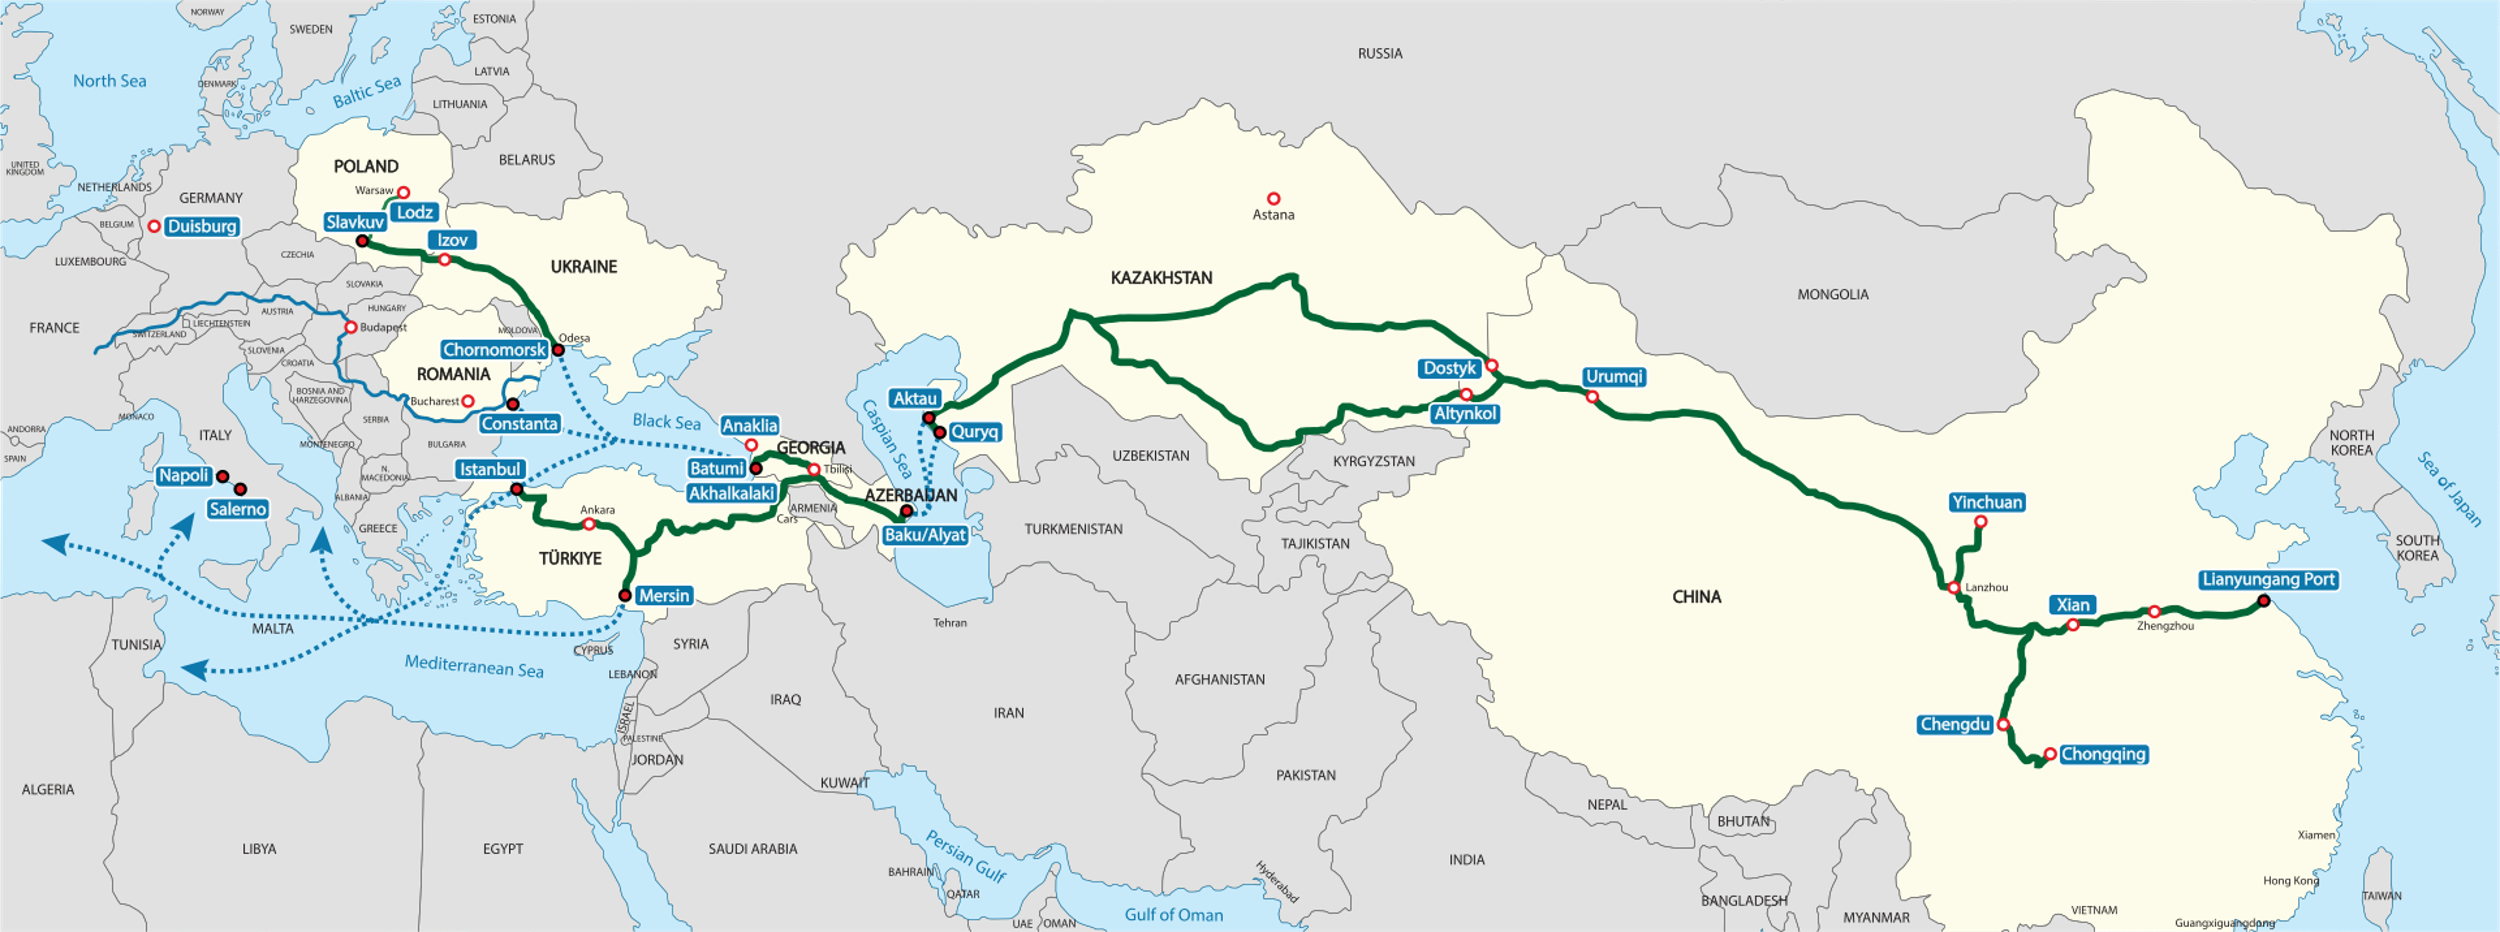 NORWAY
SWEDEN
ESTONIA
RUSSIA
LATVIA
North Sea
DENMARK
Baltic Sea
LITHUANIA
UNITED
KINGDOM
POLAND
BELARUS
NETHERLANDS
GERMANY
Warsaw
Lodz
Astana
BELGIUM
Duisburg
Slavkuv
Izov
CZECHIA
UKRAINE
LUXEMBOURG
SLOVAKIA
KAZAKHSTAN
MONGOLIA
AUSTRIA
HUNGARY
FRANCE
SWITZERLAND
LIECHTENSTEIN
Budapest
MOLDOVA
Odesa
SLOVENIA
Chornomorsk
CROATIA
ROMANIA
Dostyk
Urumqi
BOSNIA AND
HARZEGOVINA
Bucharest
Aktau
Altynkol
MONACO
SERBIA
Constanta
Black Sea
Anaklia
Caspian Sea
Quryq
ANDORRA
ITALY
MONTENEGRO
BULGARIA
GEORGIA
NORTH
KOREA
SPAIN
UZBEKISTAN
KYRGYZSTAN
Napoli
N.
MACEDONIA
Istanbul
Batumi
Tbilisi
Sea of Japan
ALBANIA
Akhalkalaki
AZERBAIJAN
Salerno
Ankara
Cars
ARMENIA
Yinchuan
GREECE
Baku/Alyat
TURKMENISTAN
TAJIKISTAN
SOUTH
KOREA
TÜRKIYE
Lanzhou
Lianyungang Port
Mersin
CHINA
Xian
MALTA
Tehran
Zhengzhou
TUNISIA
SYRIA
CYPRUS
Mediterranean Sea
LEBANON
AFGHANISTAN
IRAQ
IRAN
ISRAEL
Chengdu
PALESTINE
JORDAN
Chongqing
PAKISTAN
KUWAIT
ALGERIA
NEPAL
BHUTAN
Xiamen
LIBYA
EGYPT
SAUDI ARABIA
Persian Gulf
INDIA
BAHRAIN
Hyderabad
Hong Kong
QATAR
BANGLADESH
TAIWAN
Gulf of Oman
VIETNAM
MYANMAR
UAE
OMAN
Guangxiguangdong